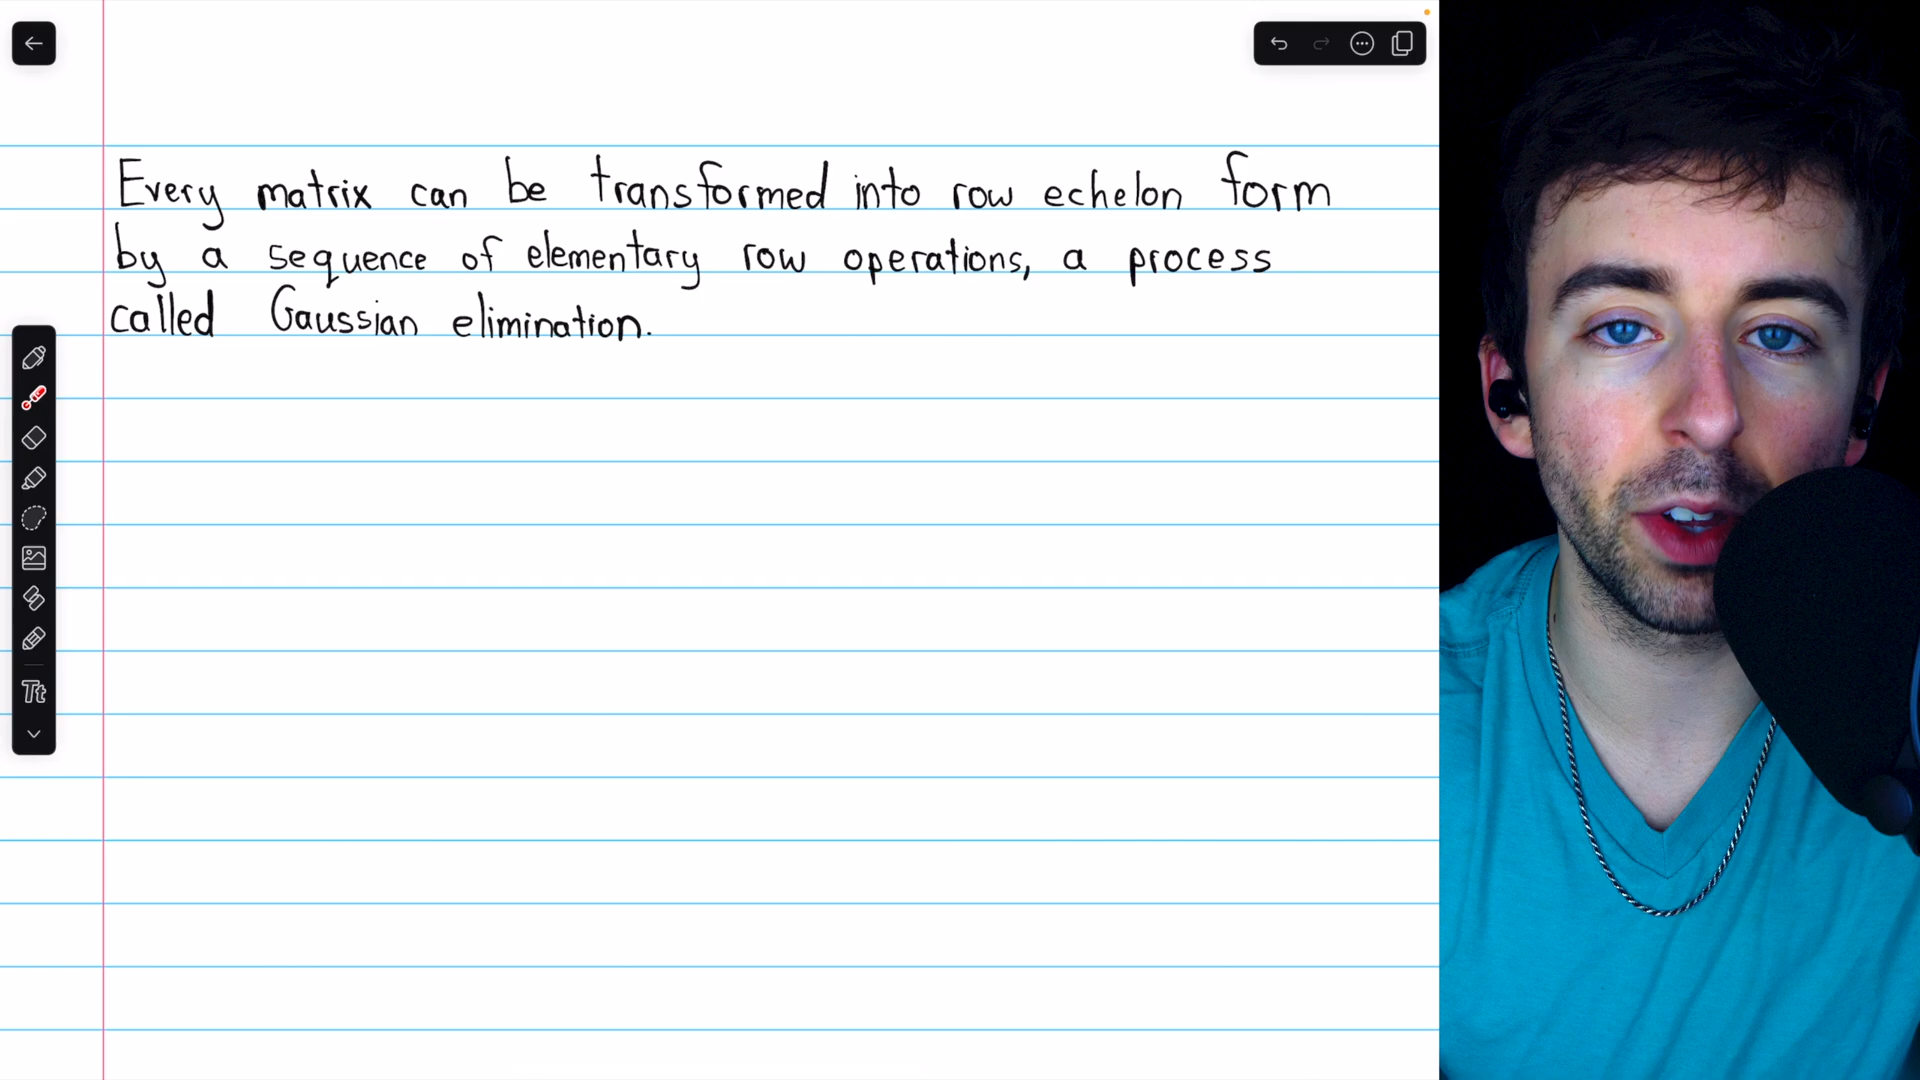 Every matrix can be transformed into row echelon form
by a sequence of elementary row operations, a process
called Gaussian elimination.
Tt